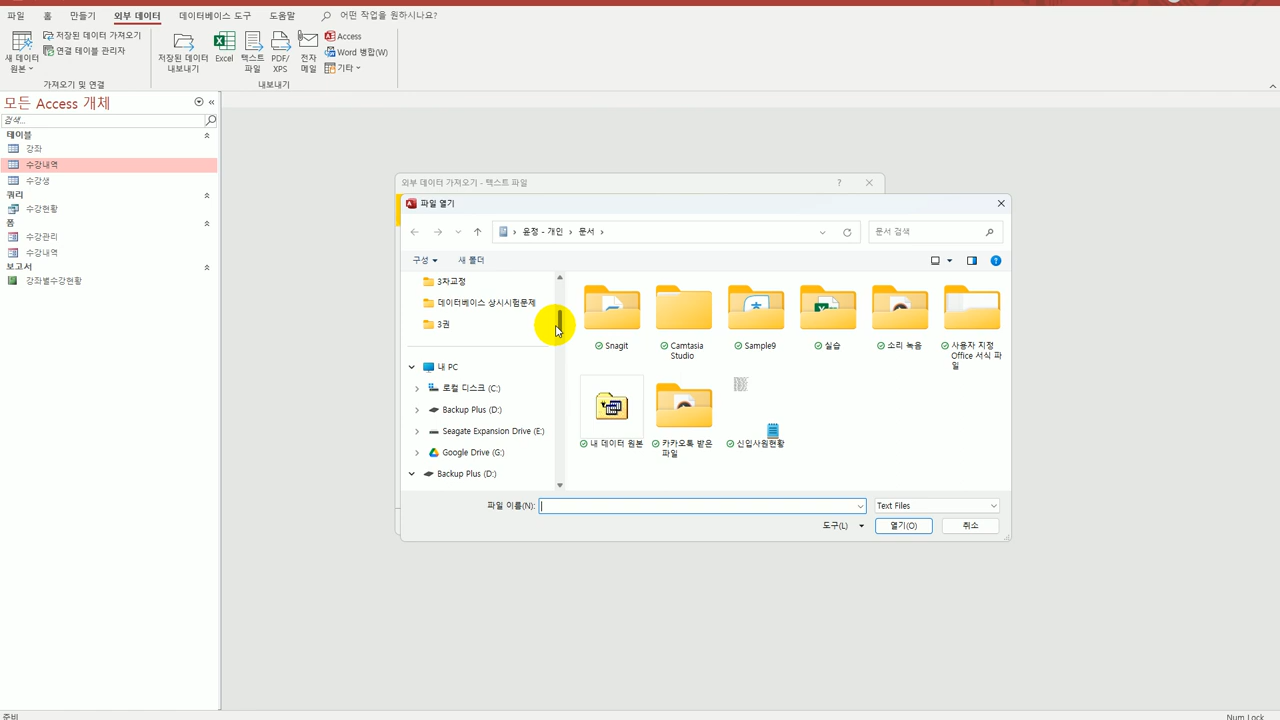 파일 홈 만들기 외부 데이터 데이터베이스 도구 도움말 어떤 작업을 원하시나요?
새 데이터 원본
저장된 데이터 가져오기
연결 테이블 관리자
가져오기 및 연결
저장된 데이터 내보내기
Excel
텍스트 파일
PDF/XPS
전자 메일
Access
Word 병합(W)
기타
내보내기
모든 Access 개체
검색...
테이블
강좌
수강내역
수강생
쿼리
수강현황
폼
수강관리
수강내역
보고서
강좌별수강현황
외부 데이터 가져오기 - 텍스트 파일
파일 열기
윤정 - 개인 › 문서 ›
문서 검색
구성 새 폴더
3차교정
데이터베이스 상시시험문제
3권
내 PC
로컬 디스크 (C:)
Backup Plus (D:)
Seagate Expansion Drive (E:)
Google Drive (G:)
Backup Plus (D:)
Snagit
Camtasia Studio
Sample9
실습
소리 녹음
사용자 지정 Office 서식 파일
내 데이터 원본
카카오톡 받은 파일
신입사원현황
파일 이름(N):
Text Files
도구(L) 열기(O) 취소
준비
Num Lock